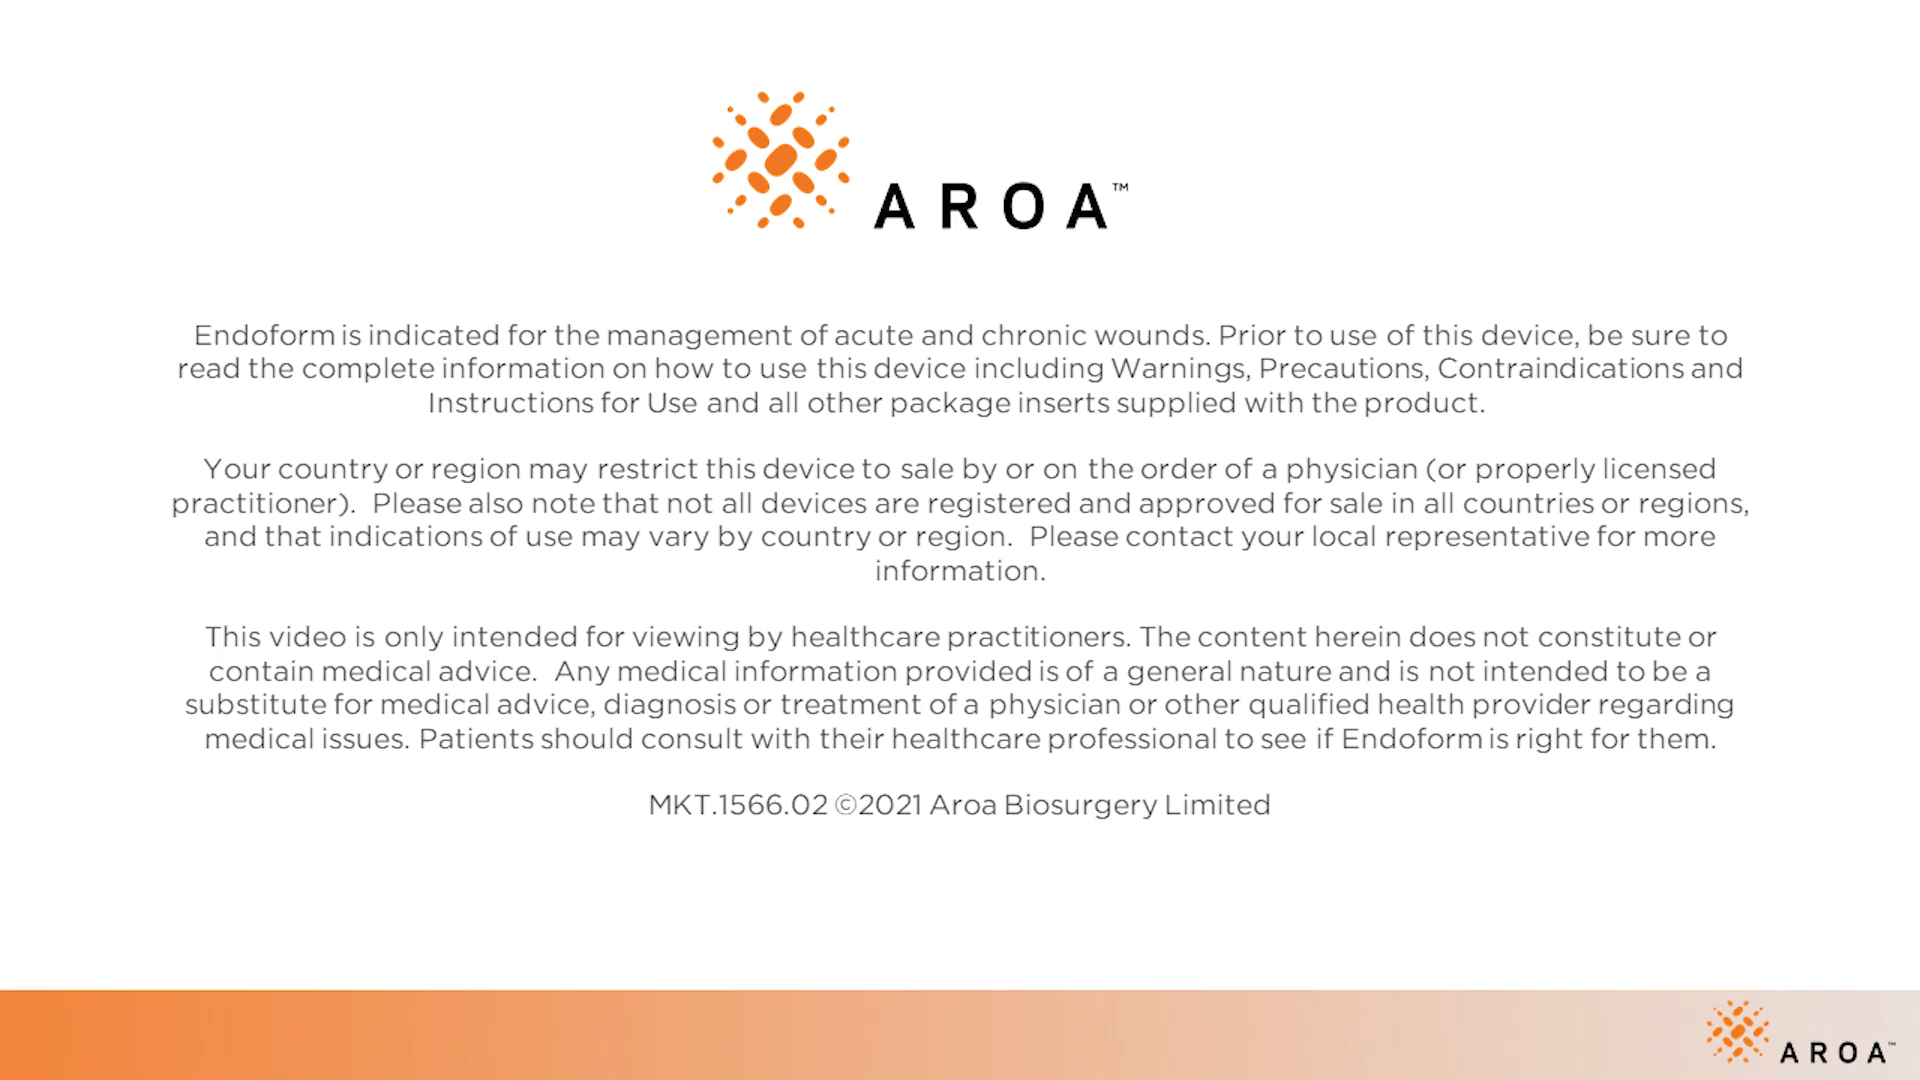 AROA™
Endoform is indicated for the management of acute and chronic wounds. Prior to use of this device, be sure to
read the complete information on how to use this device including Warnings, Precautions, Contraindications and
Instructions for Use and all other package inserts supplied with the product.
Your country or region may restrict this device to sale by or on the order of a physician (or properly licensed
practitioner). Please also note that not all devices are registered and approved for sale in all countries or regions,
and that indications of use may vary by country or region. Please contact your local representative for more
information.
This video is only intended for viewing by healthcare practitioners. The content herein does not constitute or
contain medical advice. Any medical information provided is of a general nature and is not intended to be a
substitute for medical advice, diagnosis or treatment of a physician or other qualified health provider regarding
medical issues. Patients should consult with their healthcare professional to see if Endoform is right for them.
MKT.1566.02 ©2021 Aroa Biosurgery Limited
AROA™